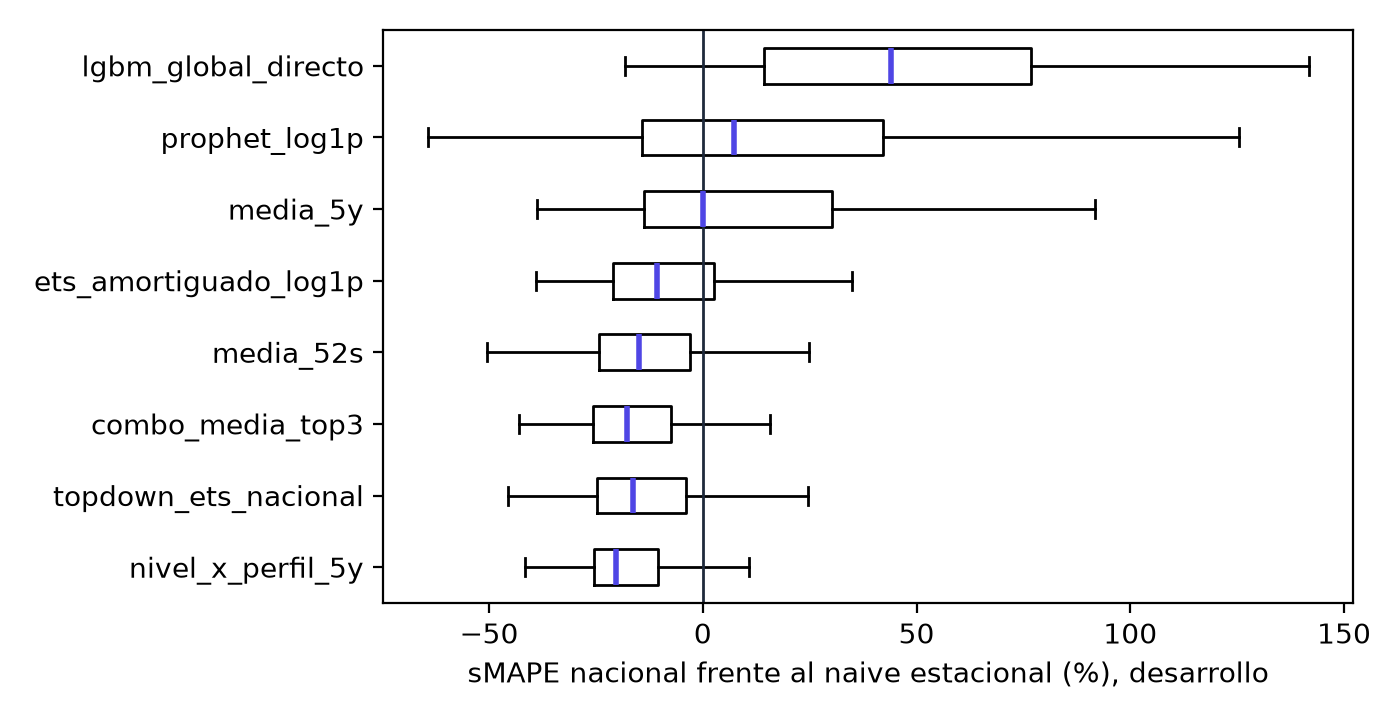 lgbm_global_directo
prophet_log1p
media_5y
ets_amortiguado_log1p
media_52s
combo_media_top3
topdown_ets_nacional
nivel_x_perfil_5y
−50 0 50 100 150
sMAPE nacional frente al naive estacional (%), desarrollo